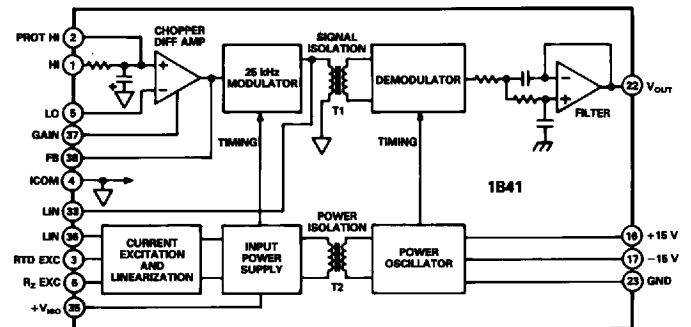 PROT HI 2
HI 1
LO 5
GAIN 37
FB 38
ICOM 4
LIN 33
LIN 36
RTD EXC 3
RZ EXC 6
+VISO 35
CHOPPER
DIFF AMP
25 kHz
MODULATOR
SIGNAL
ISOLATION
T1
DEMODULATOR
FILTER
22 VOUT
TIMING
TIMING
1B41
CURRENT
EXCITATION
AND
LINEARIZATION
INPUT
POWER
SUPPLY
POWER
ISOLATION
T2
POWER
OSCILLATOR
16 +15 V
17 −15 V
23 GND